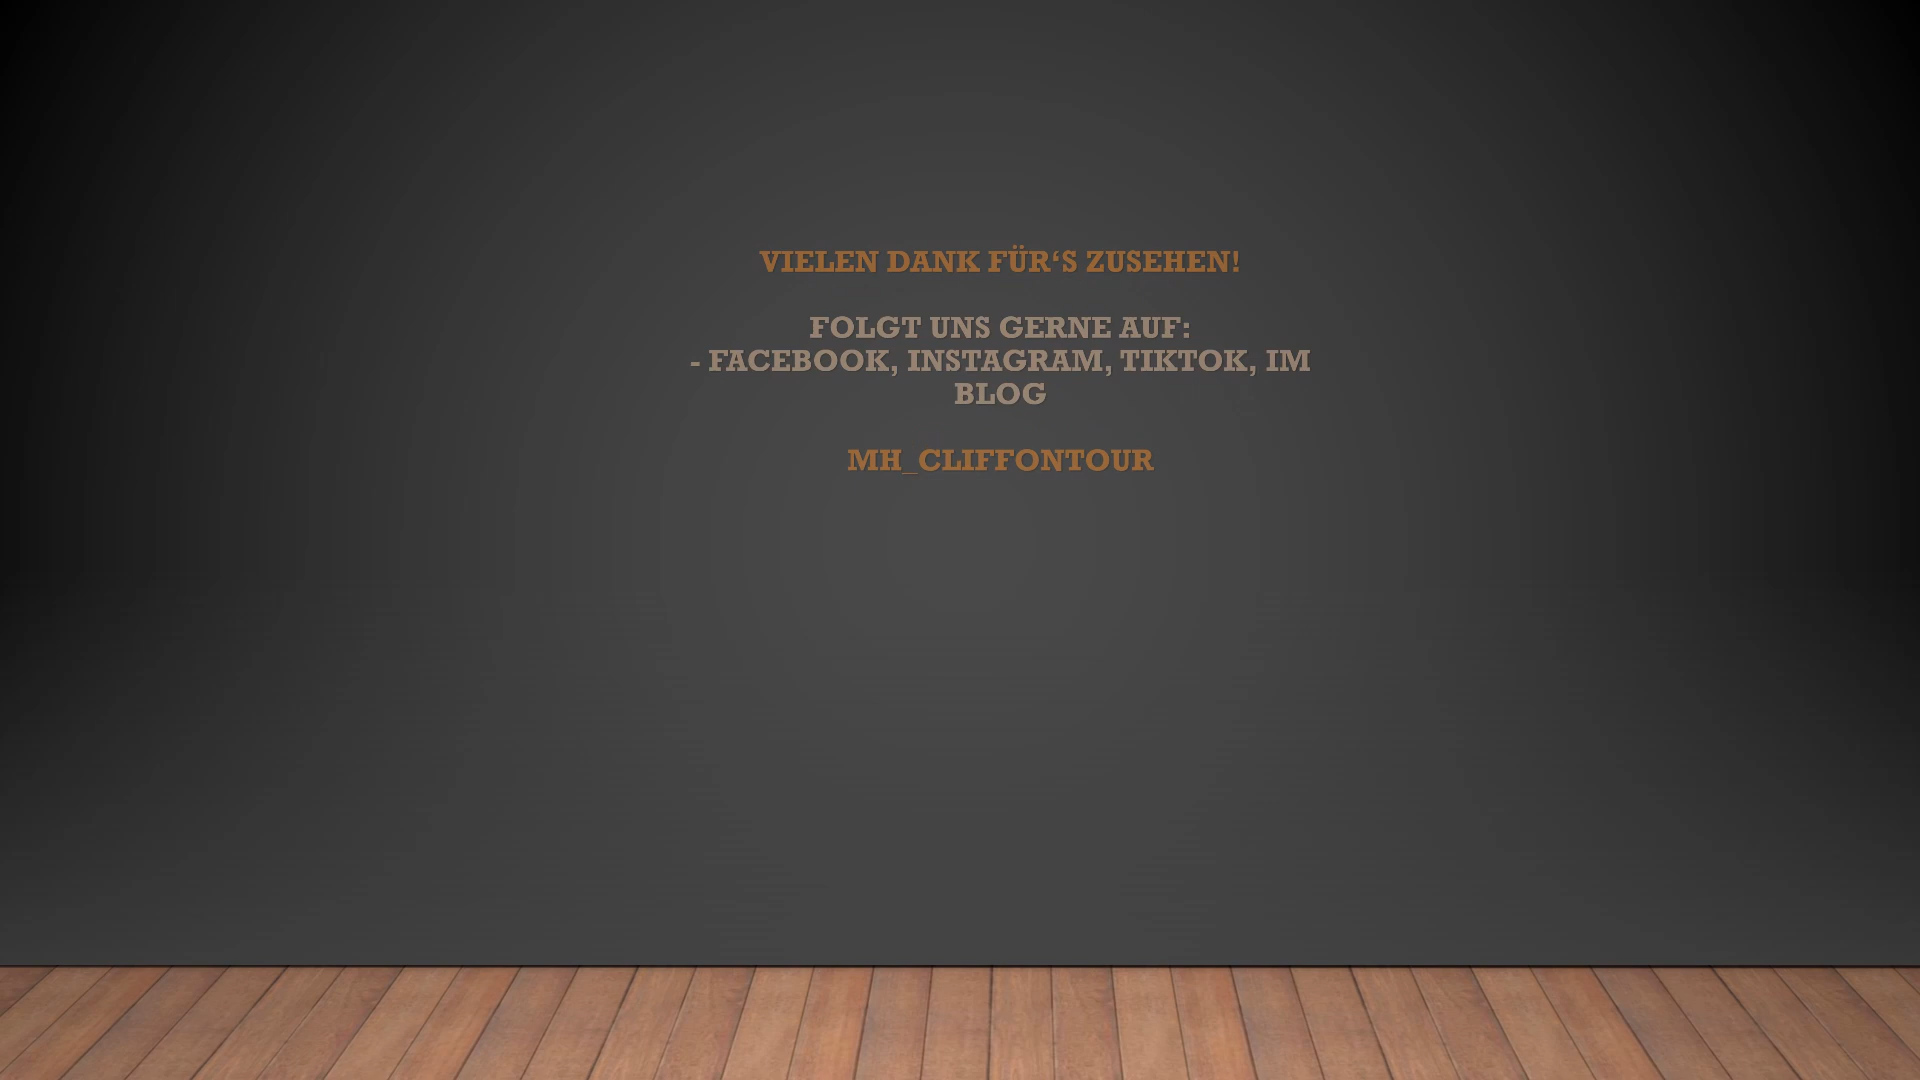 VIELEN DANK FÜR‘S ZUSEHEN!
FOLGT UNS GERNE AUF:
- FACEBOOK, INSTAGRAM, TIKTOK, IM
BLOG
MH_CLIFFONTOUR